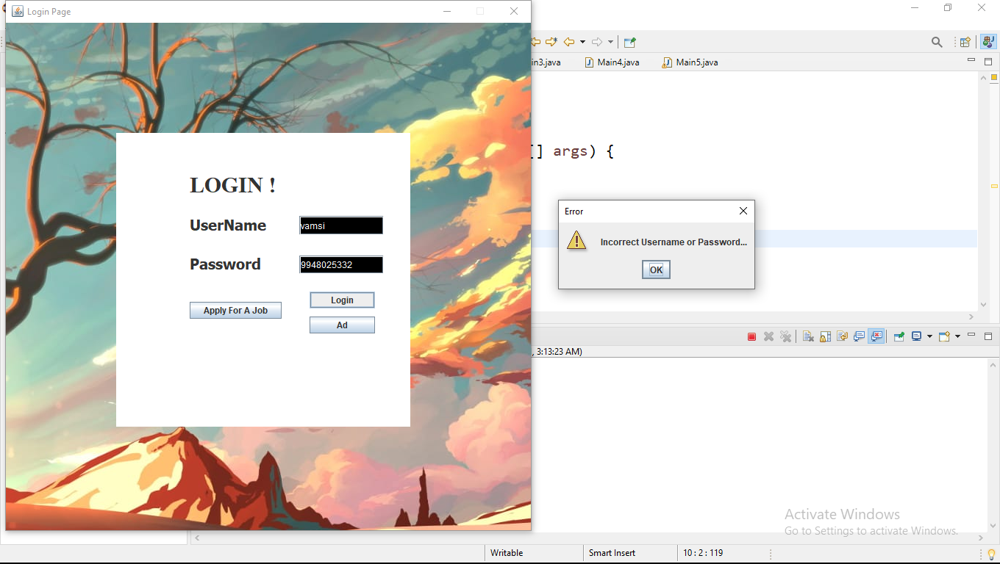 Login Page
LOGIN !
UserName
vamsi
Password
9948025332
Apply For A Job
Login
Ad
in3.java
Main4.java
Main5.java
[] args) {
Error
Incorrect Username or Password...
OK
, 3:13:23 AM)
Activate Windows
Go to Settings to activate Windows.
Writable
Smart Insert
10 : 2 : 119